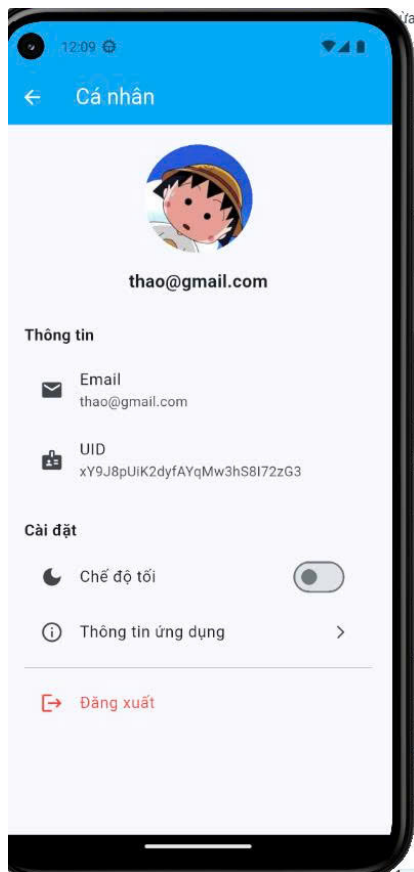 12:09
Cá nhân
thao@gmail.com
Thông tin
Email
thao@gmail.com
UID
xY9J8pUiK2dyfAYqMw3hS8I72zG3
Cài đặt
Chế độ tối
Thông tin ứng dụng
Đăng xuất